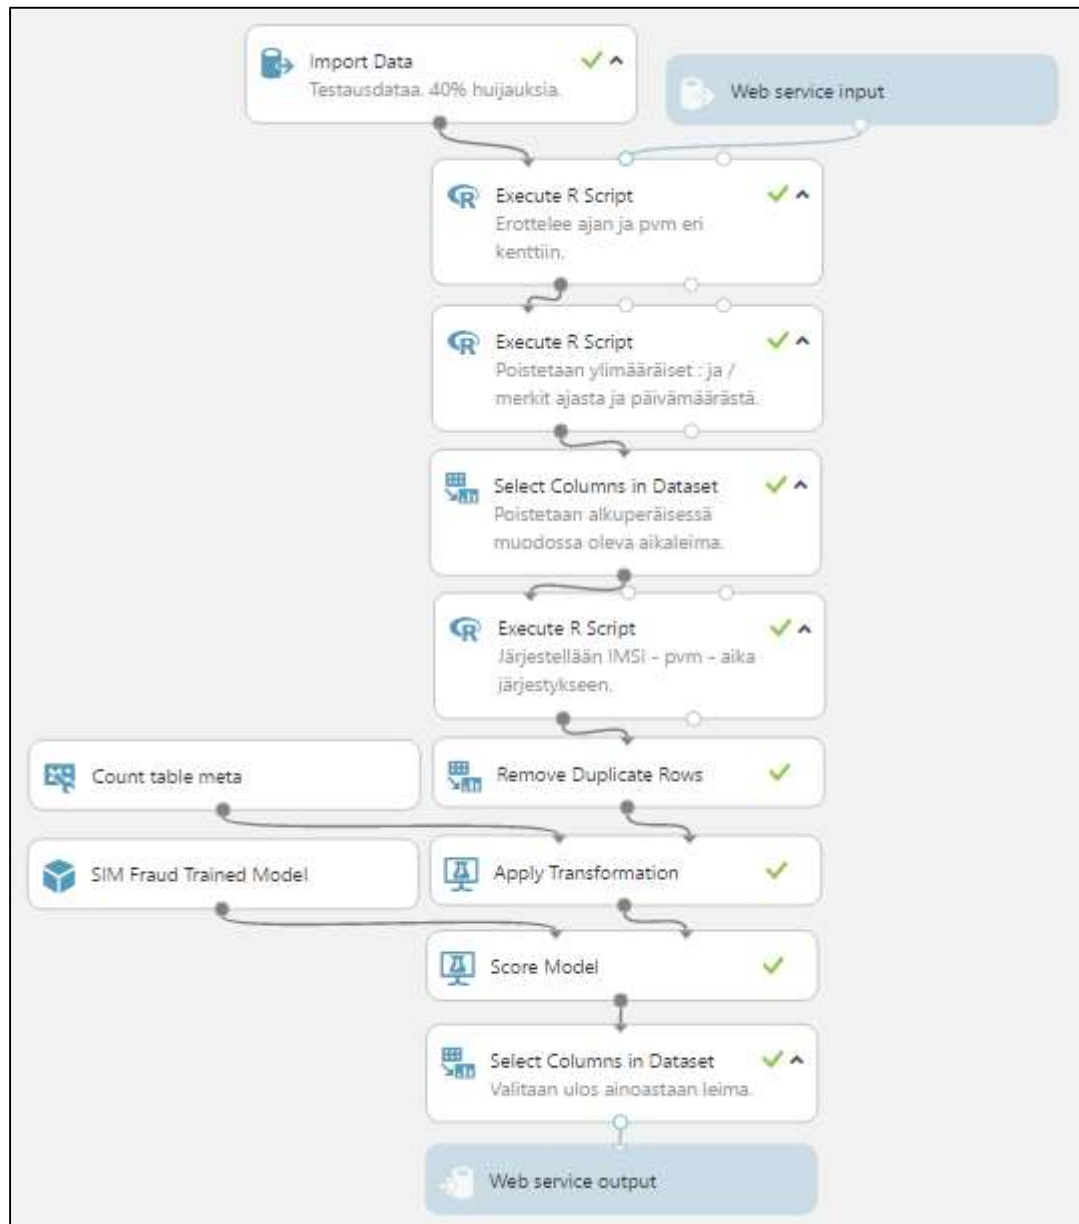 Import Data
Testausdataa. 40% huijauksia.
Web service input
Execute R Script
Erottelee ajan ja pvm eri
kenttiin.
Execute R Script
Poistetaan ylimääräiset : ja /
merkit ajasta ja päivämäärästä.
Select Columns in Dataset
Poistetaan alkuperäisessä
muodossa oleva aikaleima.
Execute R Script
Järjestellään IMSI - pvm - aika
järjestykseen.
Count table meta
Remove Duplicate Rows
SIM Fraud Trained Model
Apply Transformation
Score Model
Select Columns in Dataset
Valitaan ulos ainoastaan leima.
Web service output